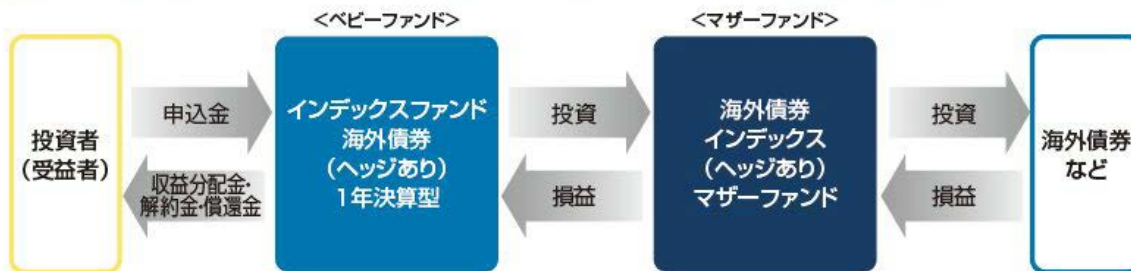 <ベビーファンド>
<マザーファンド>
投資者
(受益者)
申込金
収益分配金・
解約金・償還金
インデックスファンド
海外債券
(ヘッジあり)
1年決算型
投資
損益
海外債券
インデックス
(ヘッジあり)
マザーファンド
投資
損益
海外債券
など